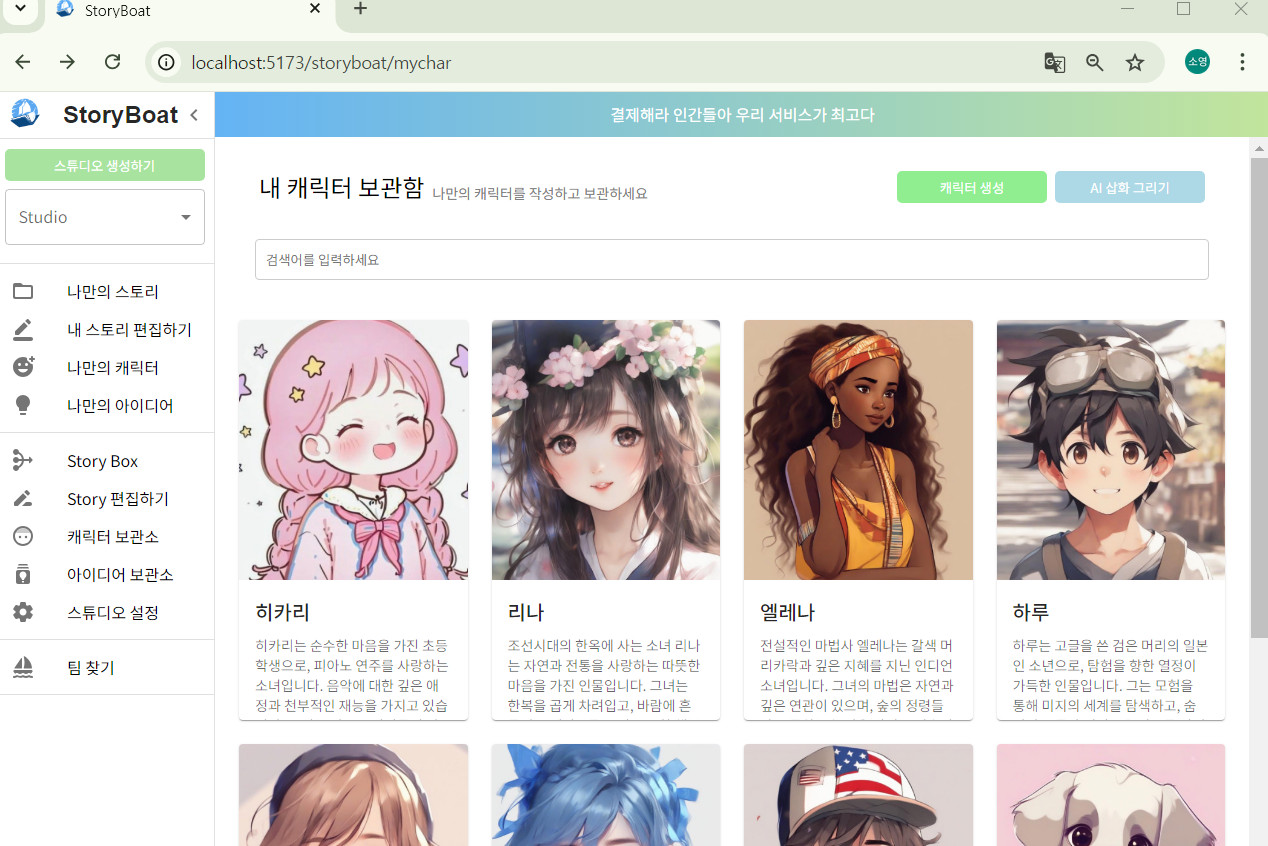 StoryBoat
localhost:5173/storyboat/mychar
소영
StoryBoat
결제해라 인간들아 우리 서비스가 최고다
스튜디오 생성하기
Studio
나만의 스토리
내 스토리 편집하기
나만의 캐릭터
나만의 아이디어
Story Box
Story 편집하기
캐릭터 보관소
아이디어 보관소
스튜디오 설정
팀 찾기
내 캐릭터 보관함 나만의 캐릭터를 작성하고 보관하세요
캐릭터 생성
AI 삽화 그리기
검색어를 입력하세요
히카리
히카리는 순수한 마음을 가진 초등
학생으로, 피아노 연주를 사랑하는
소녀입니다. 음악에 대한 깊은 애
정과 천부적인 재능을 가지고 있습
리나
조선시대의 한옥에 사는 소녀 리나
는 자연과 전통을 사랑하는 따뜻한
마음을 가진 인물입니다. 그녀는
한복을 곱게 차려입고, 바람에 흔
엘레나
전설적인 마법사 엘레나는 갈색 머
리카락과 깊은 지혜를 지닌 인디언
소녀입니다. 그녀의 마법은 자연과
깊은 연관이 있으며, 숲의 정령들
하루
하루는 고글을 쓴 검은 머리의 일본
인 소년으로, 탐험을 향한 열정이
가득한 인물입니다. 그는 모험을
통해 미지의 세계를 탐색하고, 숨